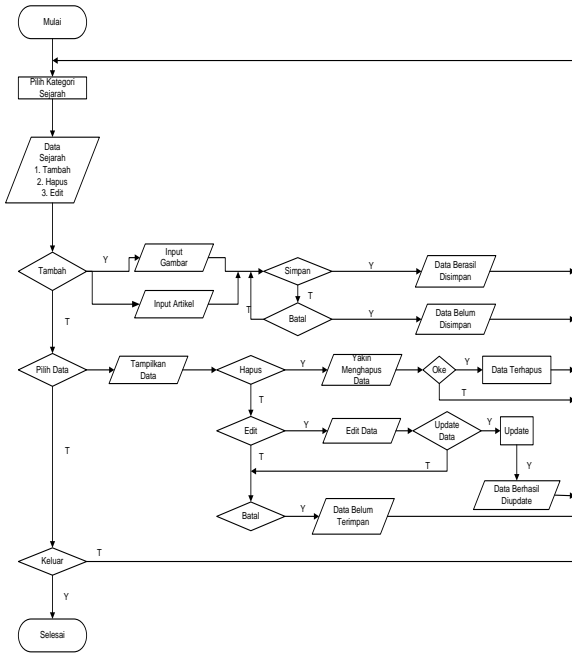 Mulai
Pilih Kategori
Sejarah
Data
Sejarah
1. Tambah
2. Hapus
3. Edit
Tambah
Y
Input
Gambar
Input Artikel
T
Simpan
Y
Data Berasil
Disimpan
T
T
Batal
Y
Data Belum
Disimpan
Pilih Data
Tampilkan
Data
Hapus
Y
Yakin
Menghapus
Data
Oke
Y
Data Terhapus
T
T
Edit
Y
Edit Data
Update
Data
Y
Update
T
T
T
Y
Data Berhasil
Diupdate
Batal
Y
Data Belum
Terimpan
Keluar
T
Y
Selesai